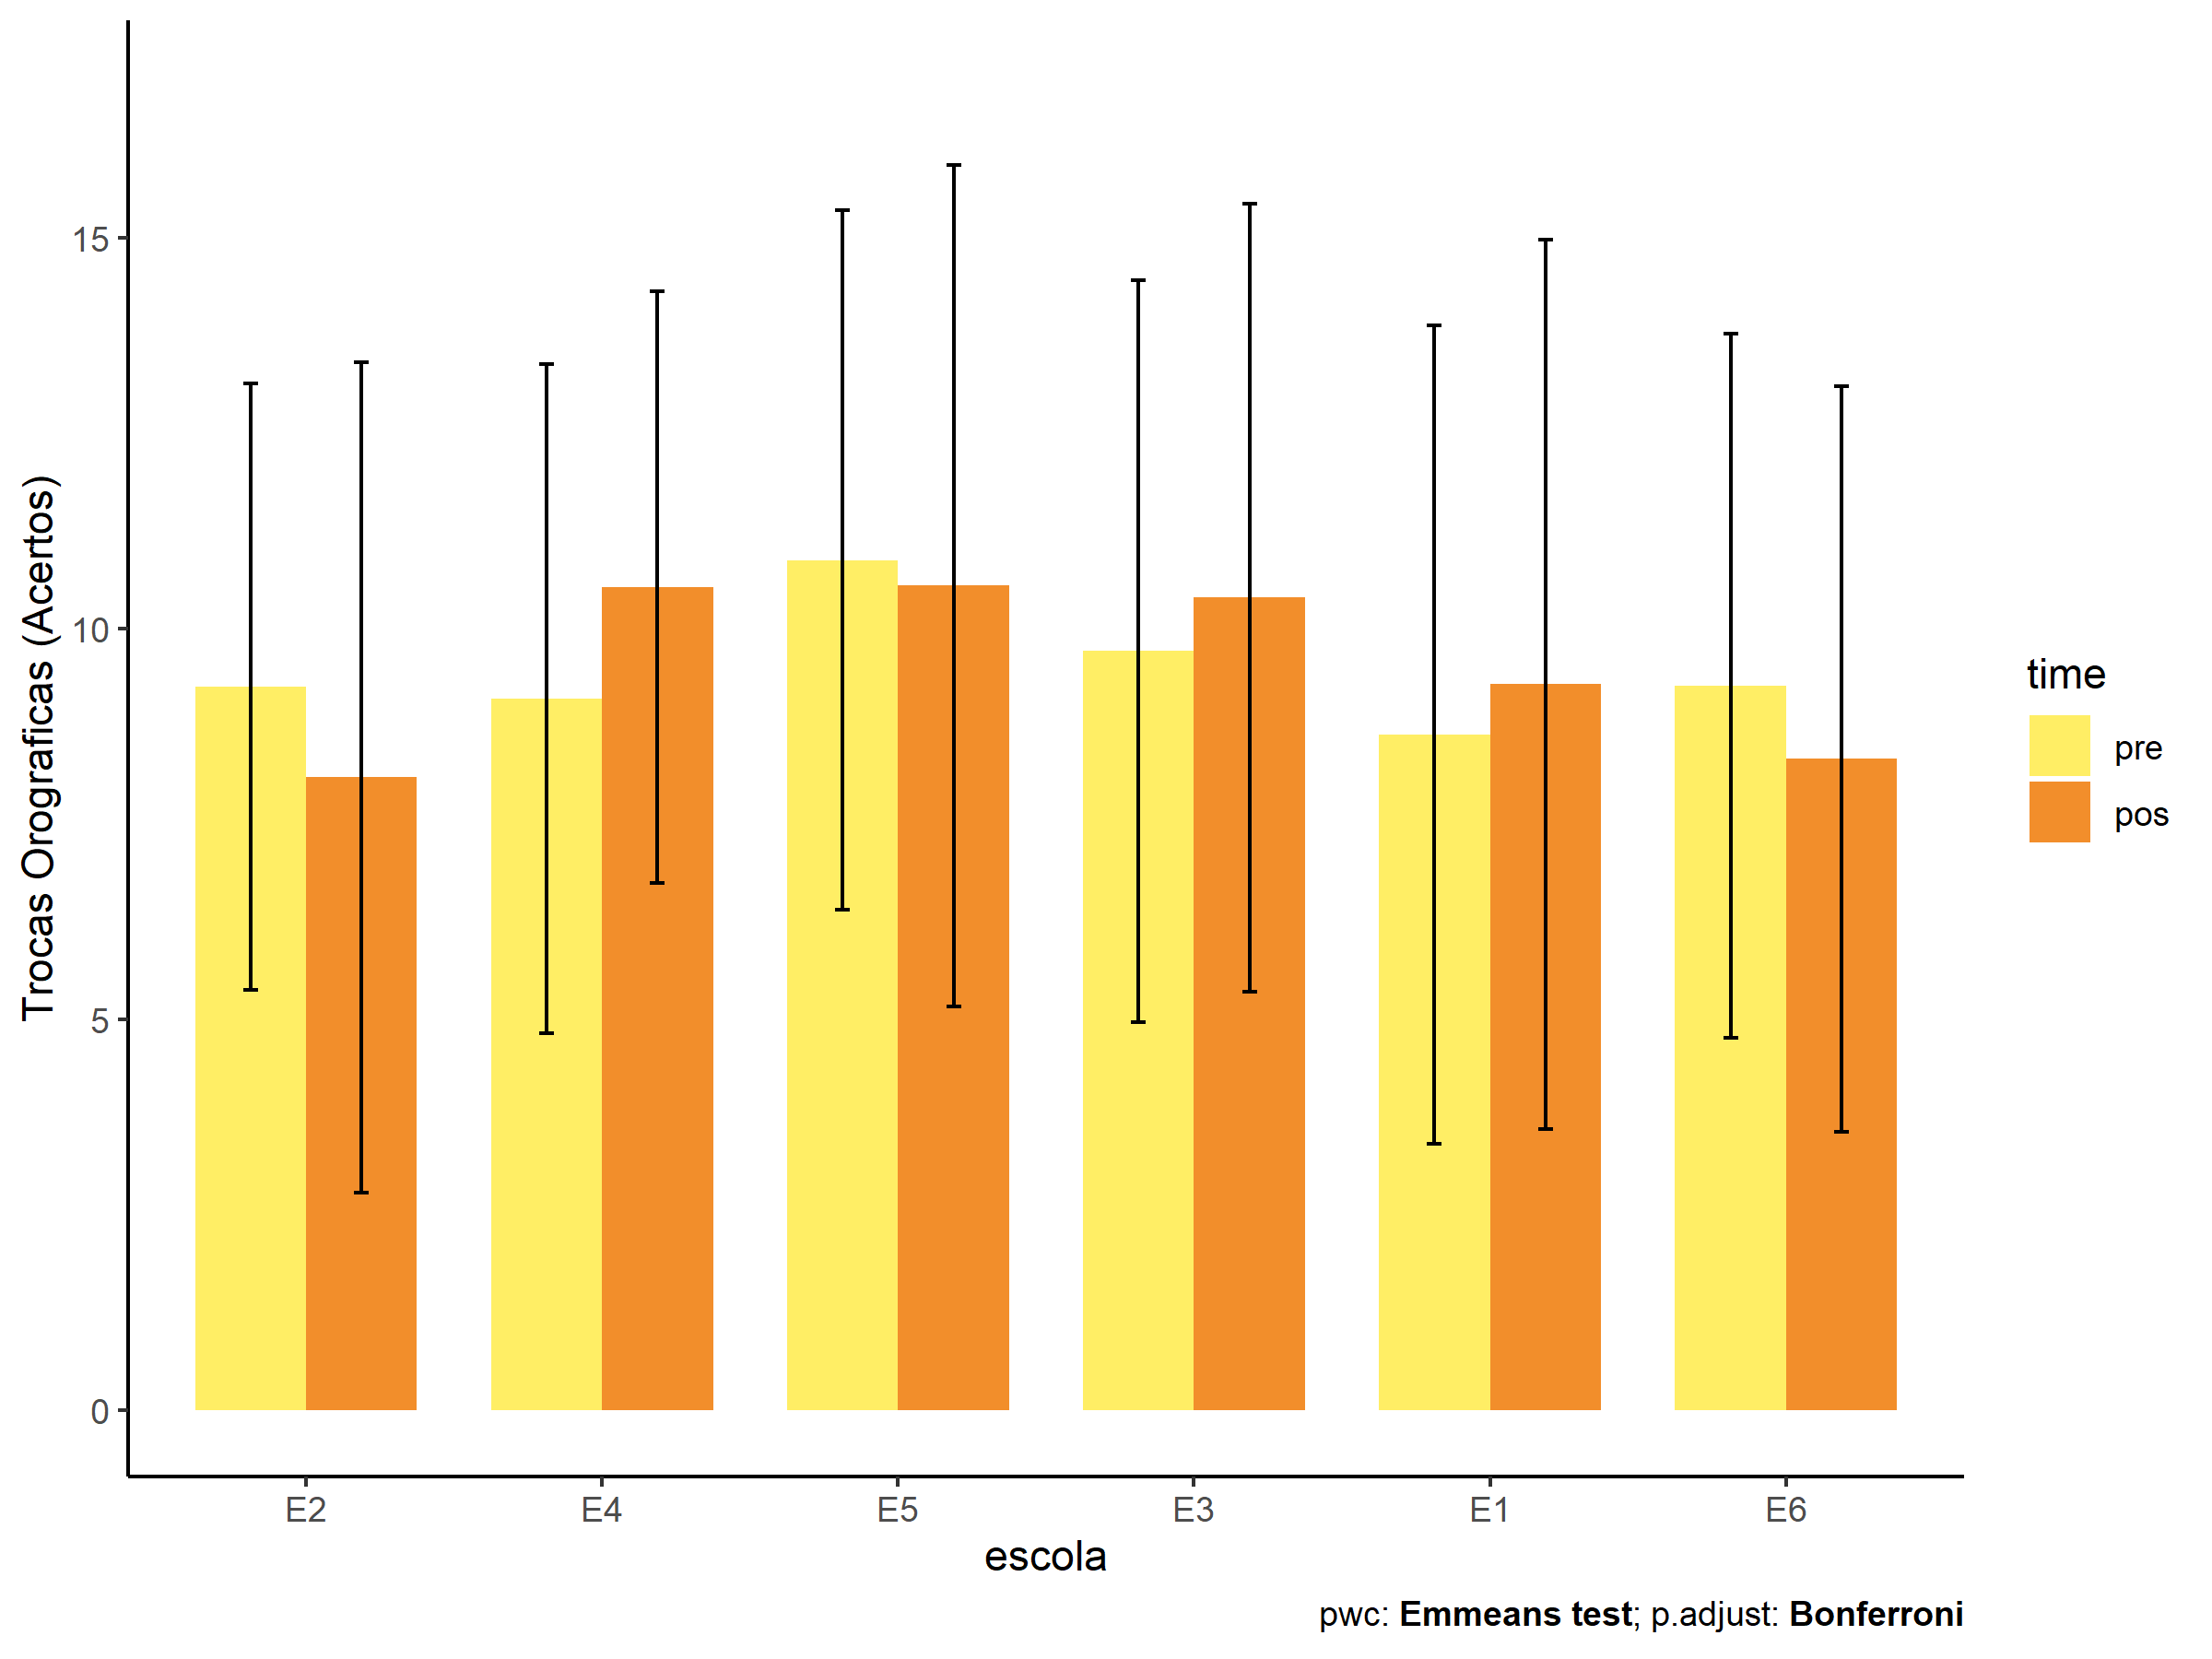 Trocas Orograficas (Acertos)
15
10
5
0
E2 E4 E5 E3 E1 E6
escola
time
pre
pos
pwc: Emmeans test; p.adjust: Bonferroni